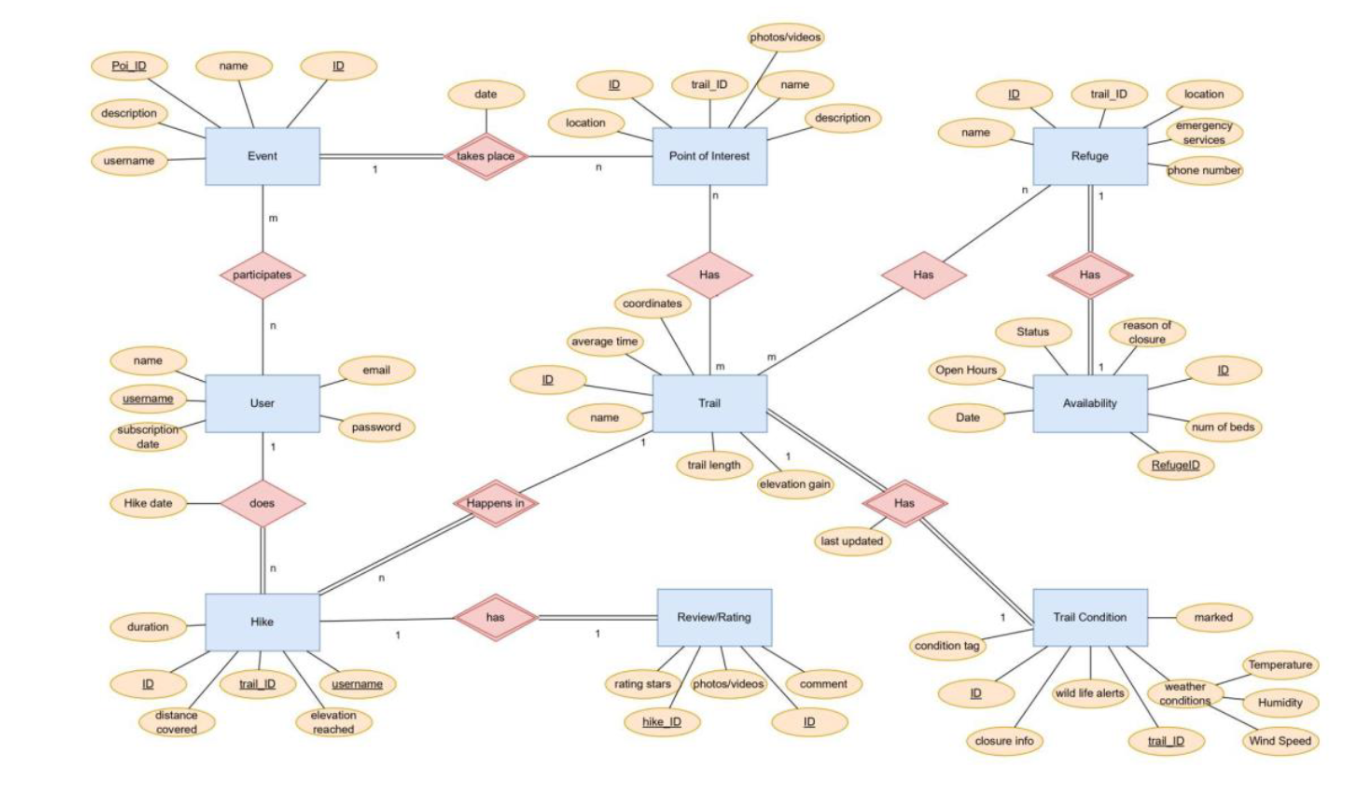 photos/videos
Poi_ID
name
ID
date
ID
trail_ID
name
ID
trail_ID
location
description
location
description
name
emergency
services
username
Event
1
takes place
n
Point of Interest
Refuge
phone number
m
n
n
1
participates
Has
Has
Has
coordinates
n
average time
Status
reason of
closure
m
m
1
name
email
ID
Open Hours
ID
username
User
Trail
Availability
name
Date
subscription
date
password
num of beds
1
1
trail length
1
elevation gain
RefugeID
Hike date
does
Happens in
Has
last updated
n
n
duration
Hike
1
has
1
Review/Rating
1
Trail Condition
marked
condition tag
ID
trail_ID
username
rating stars
photos/videos
comment
ID
wild life alerts
weather
conditions
Temperature
Humidity
distance
covered
elevation
reached
hike_ID
ID
closure info
trail_ID
Wind Speed